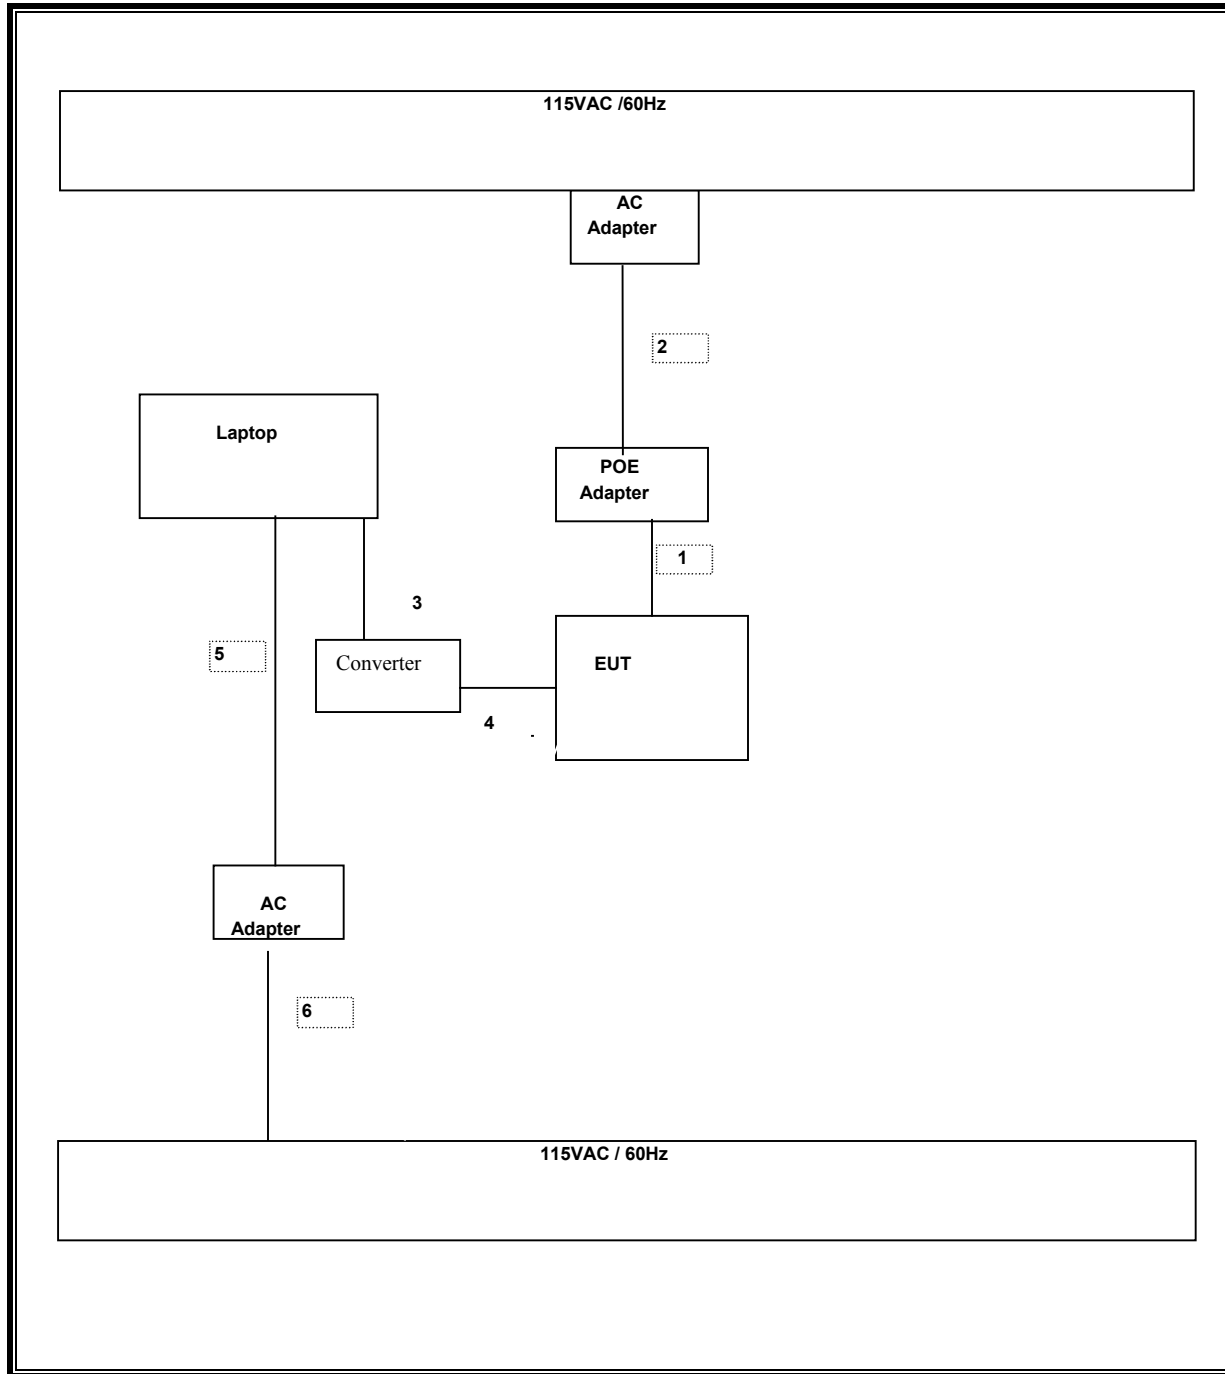 115VAC /60Hz
AC
Adapter
2
Laptop
POE
Adapter
1
3
5
Converter
EUT
4
AC
Adapter
6
115VAC / 60Hz